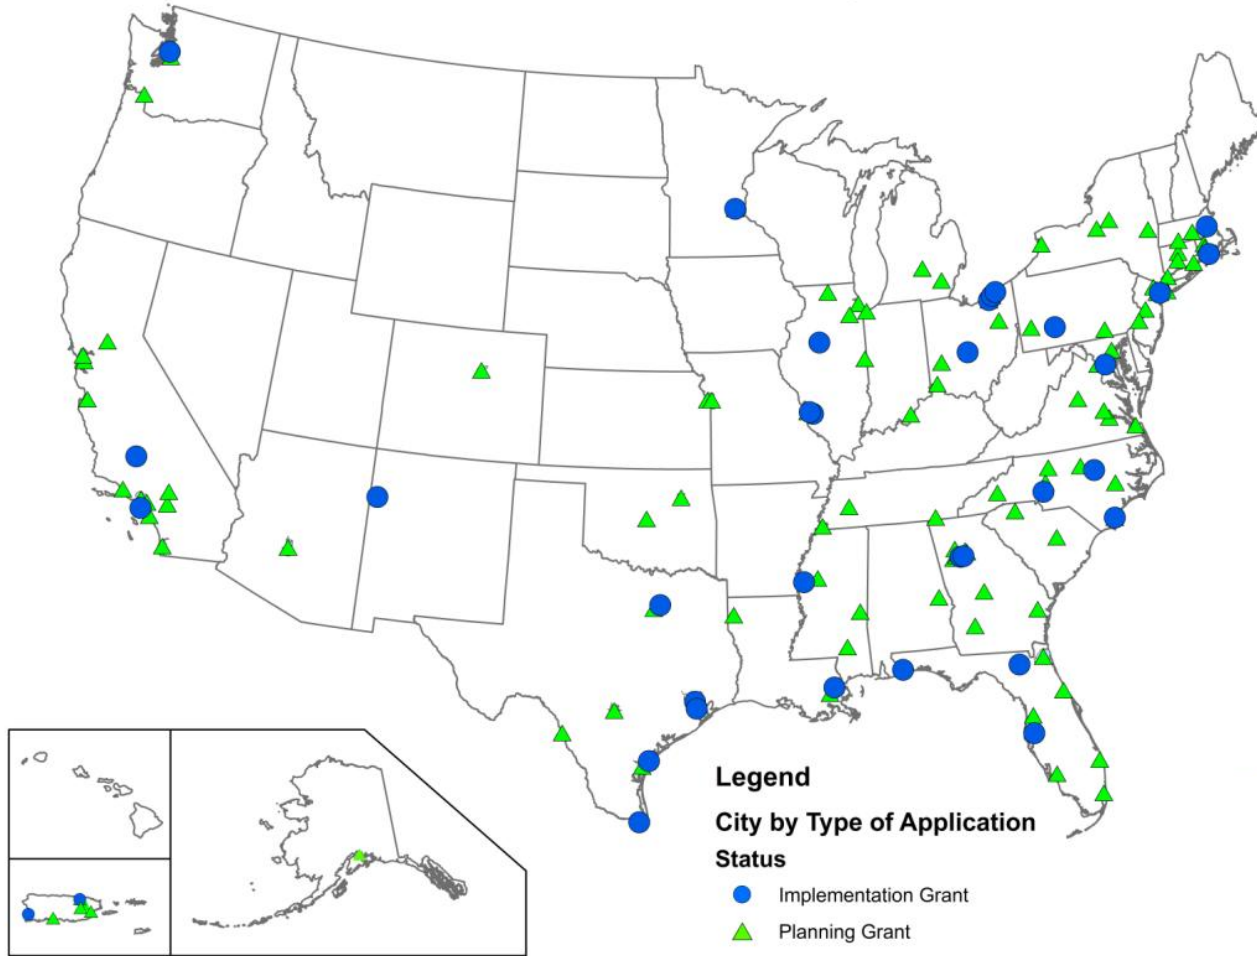 Legend
City by Type of Application
Status
Implementation Grant
Planning Grant